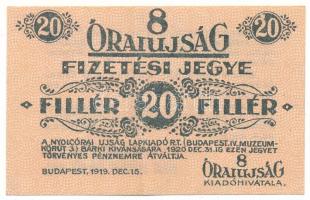 8
20 ÓRAIUJSÁG 20
FIZETÉSI JEGYE
FILLÉR 20 FILLÉR
A NYOLCÓRAI UJSÁG LAPKIADÓ R.T. (BUDAPEST, IV. MUZEUM-
KÖRUT 3.) BÁRKI KIVÁNSÁGÁRA 1920 DEC. 31.IG EZEN JEGYET
TÖRVÉNYES PÉNZNEMRE ÁTVÁLTJA.
BUDAPEST, 1919. DEC. 15.
8
ÓRAIUJSÁG
KIADÓHIVATALA.